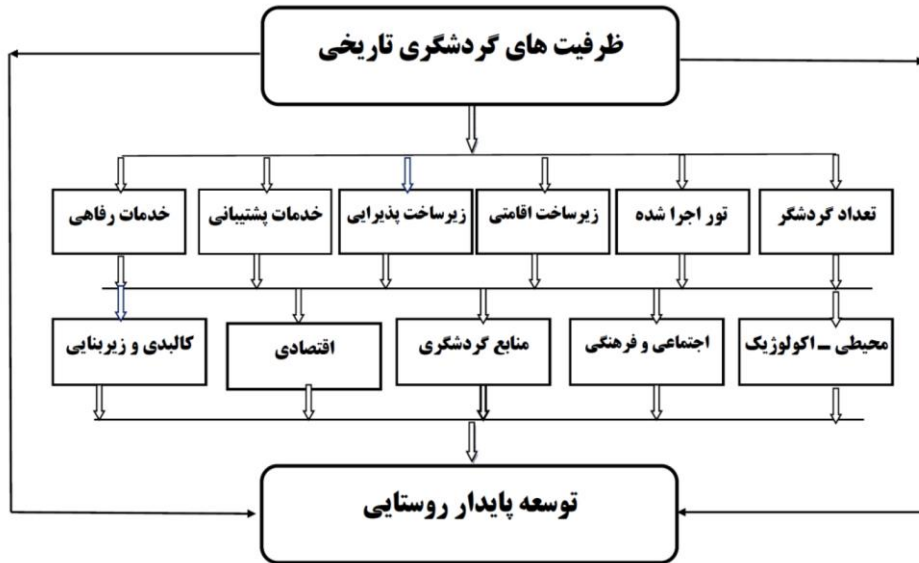 ظرفیت های گردشگری تاریخی
تعداد گردشگر
تور اجرا شده
زیرساخت اقامتی
زیرساخت پذیرایی
خدمات پشتیبانی
خدمات رفاهی
محیطی – اکولوژیک
اجتماعی و فرهنگی
منابع گردشگری
اقتصادی
کالبدی و زیربنایی
توسعه پایدار روستایی